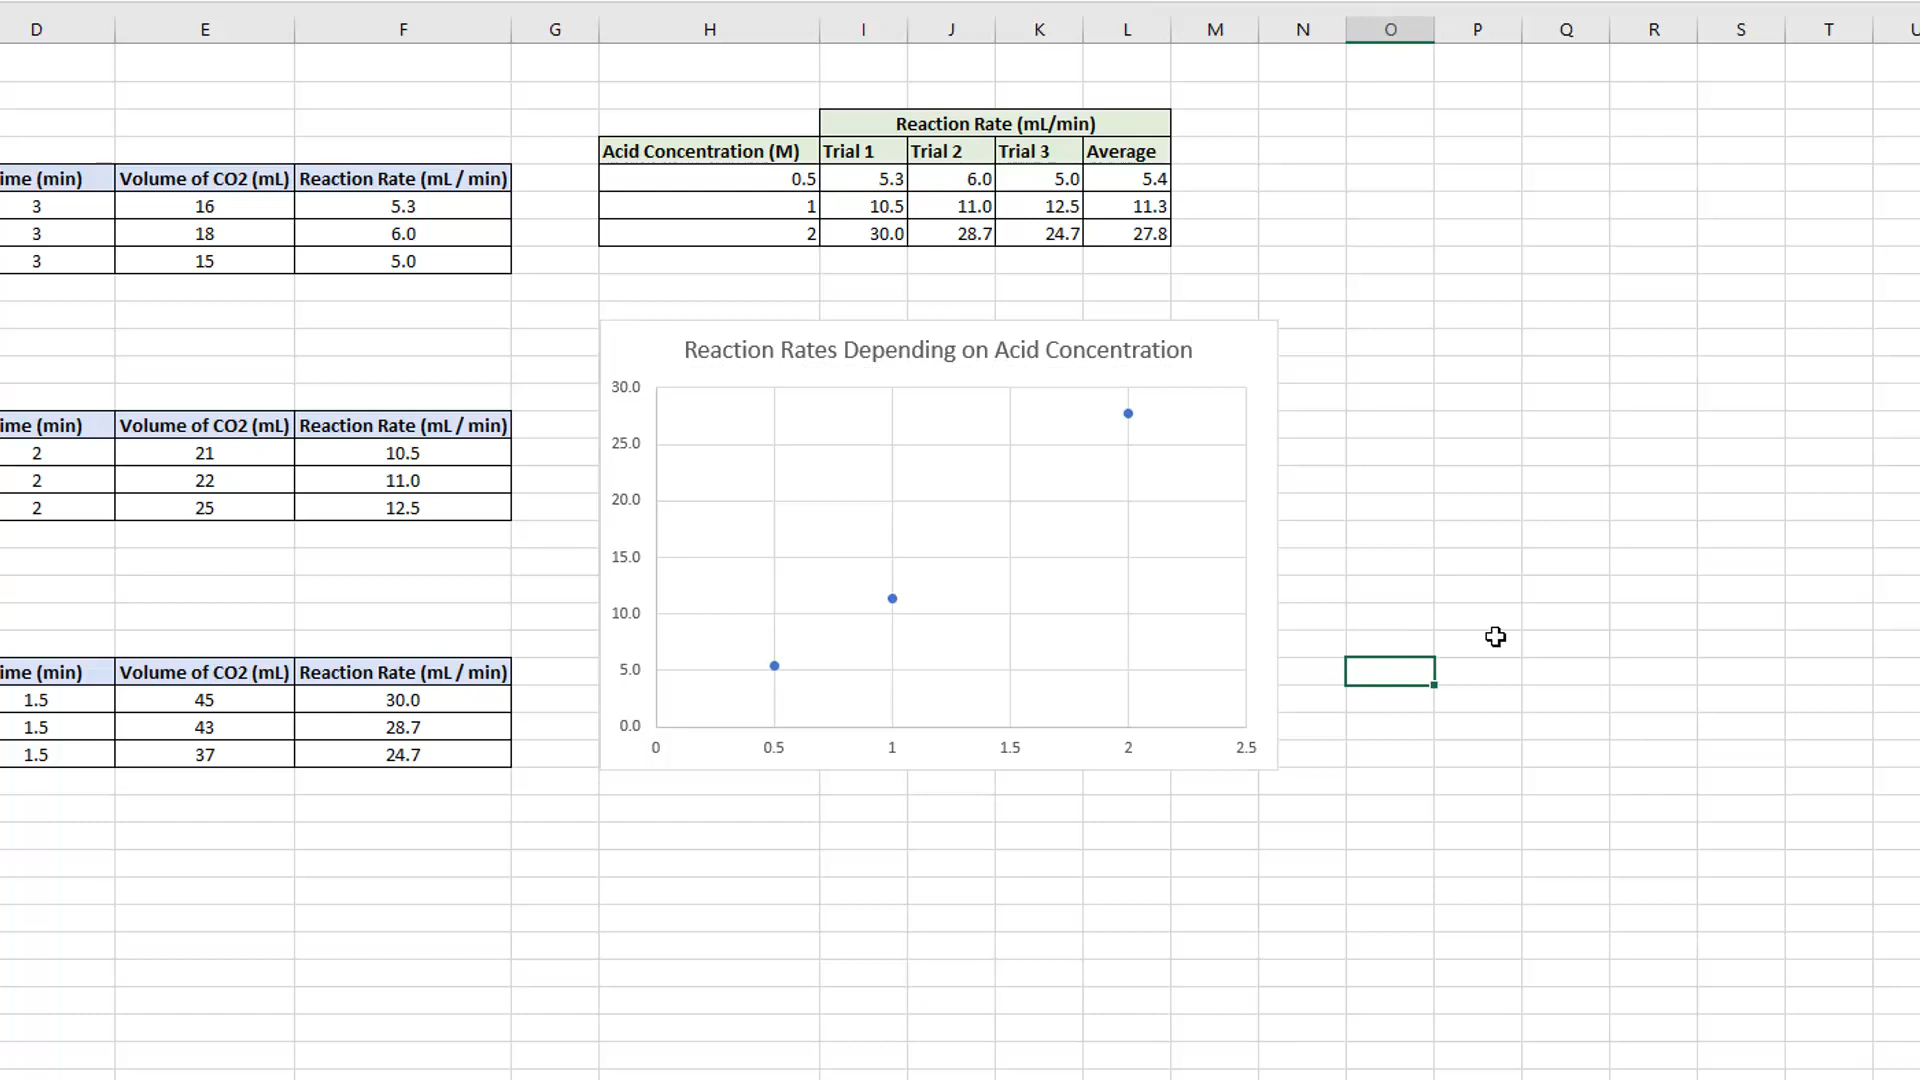 D E F G H I J K L M N O P Q R S T U
Reaction Rate (mL/min)
Acid Concentration (M) Trial 1 Trial 2 Trial 3 Average
0.5 5.3 6.0 5.0 5.4
1 10.5 11.0 12.5 11.3
2 30.0 28.7 24.7 27.8
ime (min) Volume of CO2 (mL) Reaction Rate (mL / min)
3 16 5.3
3 18 6.0
3 15 5.0
ime (min) Volume of CO2 (mL) Reaction Rate (mL / min)
2 21 10.5
2 22 11.0
2 25 12.5
ime (min) Volume of CO2 (mL) Reaction Rate (mL / min)
1.5 45 30.0
1.5 43 28.7
1.5 37 24.7
Reaction Rates Depending on Acid Concentration
30.0
25.0
20.0
15.0
10.0
5.0
0.0
0 0.5 1 1.5 2 2.5